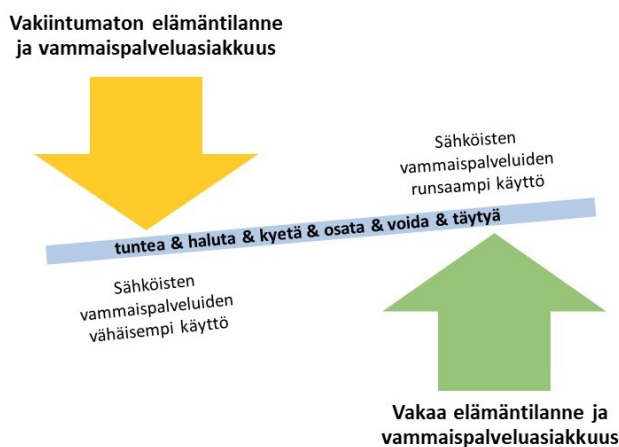 Vakiintumaton elämäntilanne
ja vammaispalveluasiakkuus
Sähköisten
vammaispalveluiden
runsaampi käyttö
tuntea & haluta & kyetä & osata & voida & täytyä
Sähköisten
vammaispalveluiden
vähäisempi käyttö
Vakaa elämäntilanne ja
vammaispalveluasiakkuus